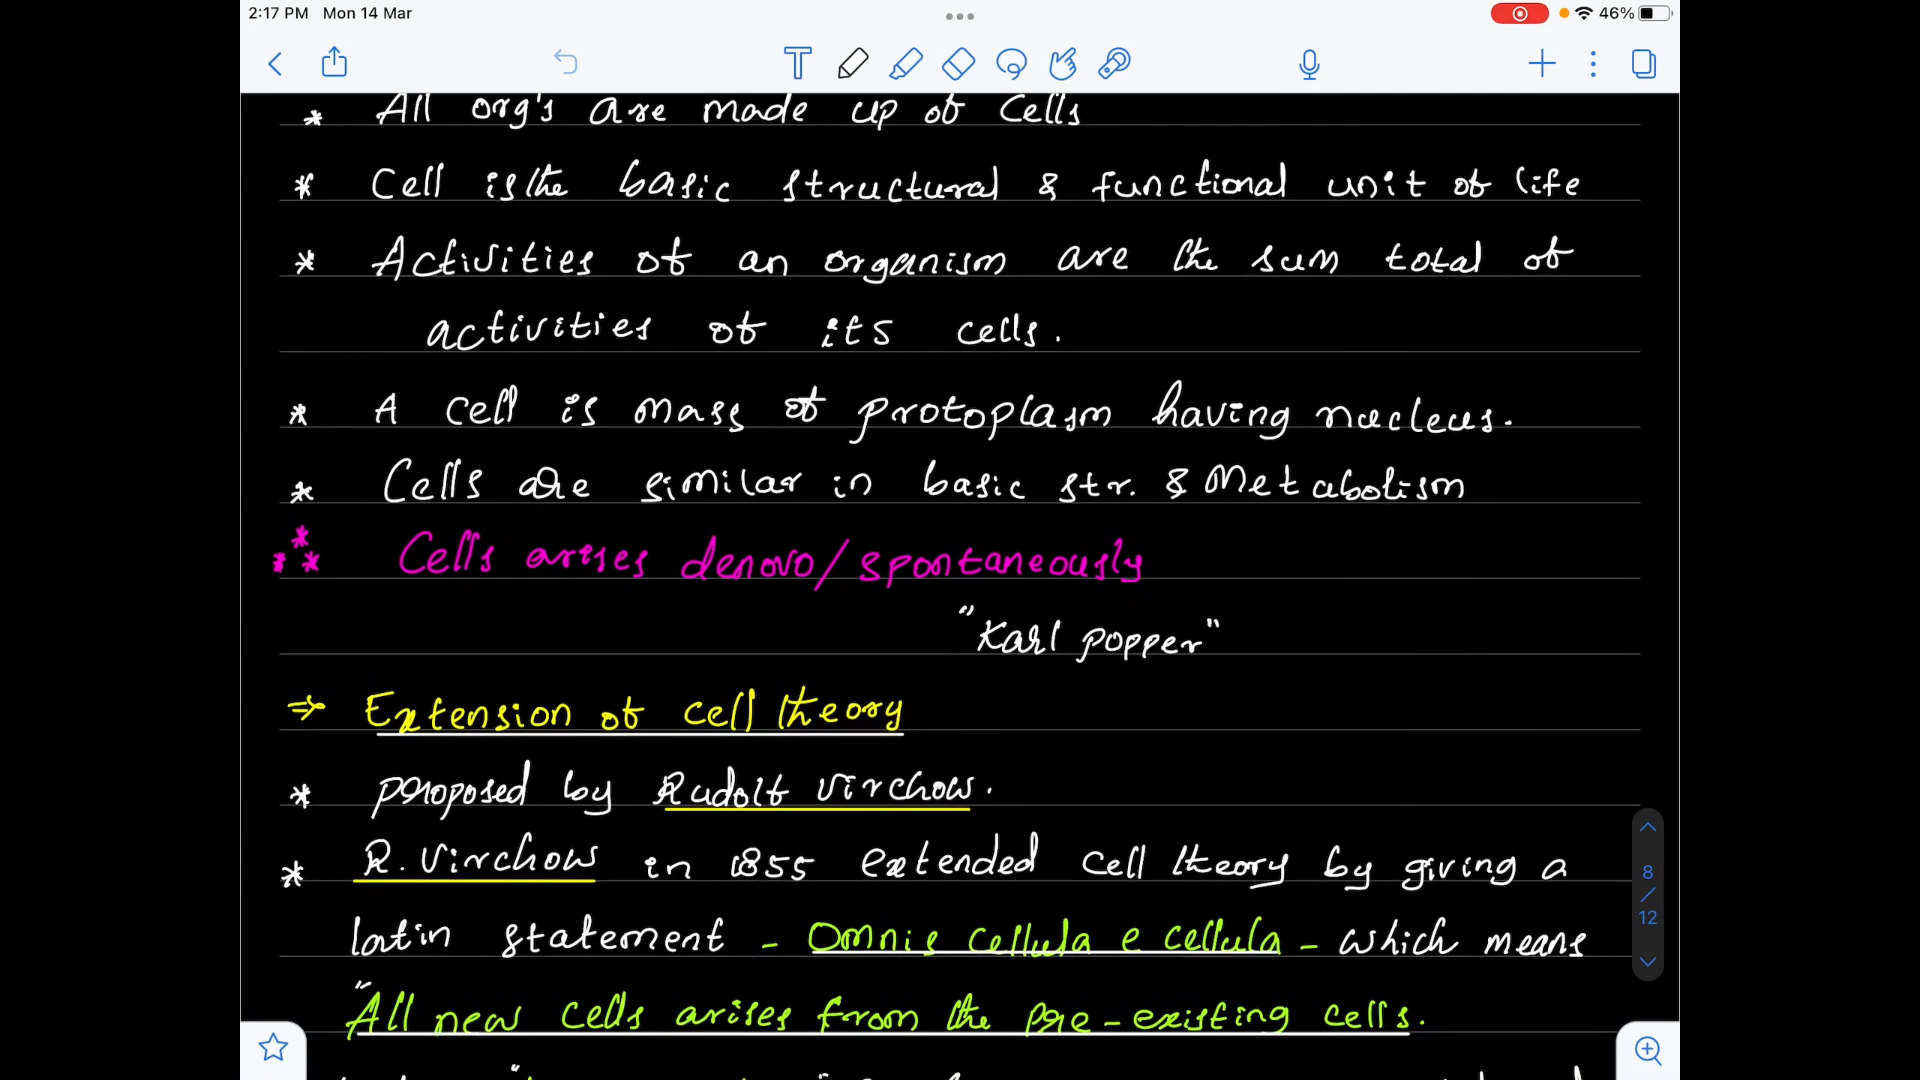 2:17 PM Mon 14 Mar
46%
* All org's are made up of cells
* Cell is the basic structural & functional unit of life
* Activities of an organism are the sum total of
activities of its cells.
* A cell is mass of protoplasm having nucleus.
* Cells are similar in basic str. & Metabolism
*** Cells arises denovo/spontaneously
"Karl popper"
⇒ Extension of cell theory
* proposed by Rudolf Virchow.
* R. Virchow in 1855 extended cell theory by giving a
latin statement - Omnis cellula e cellula - which means
"All new cells arises from the pre-existing cells.
8
/
12